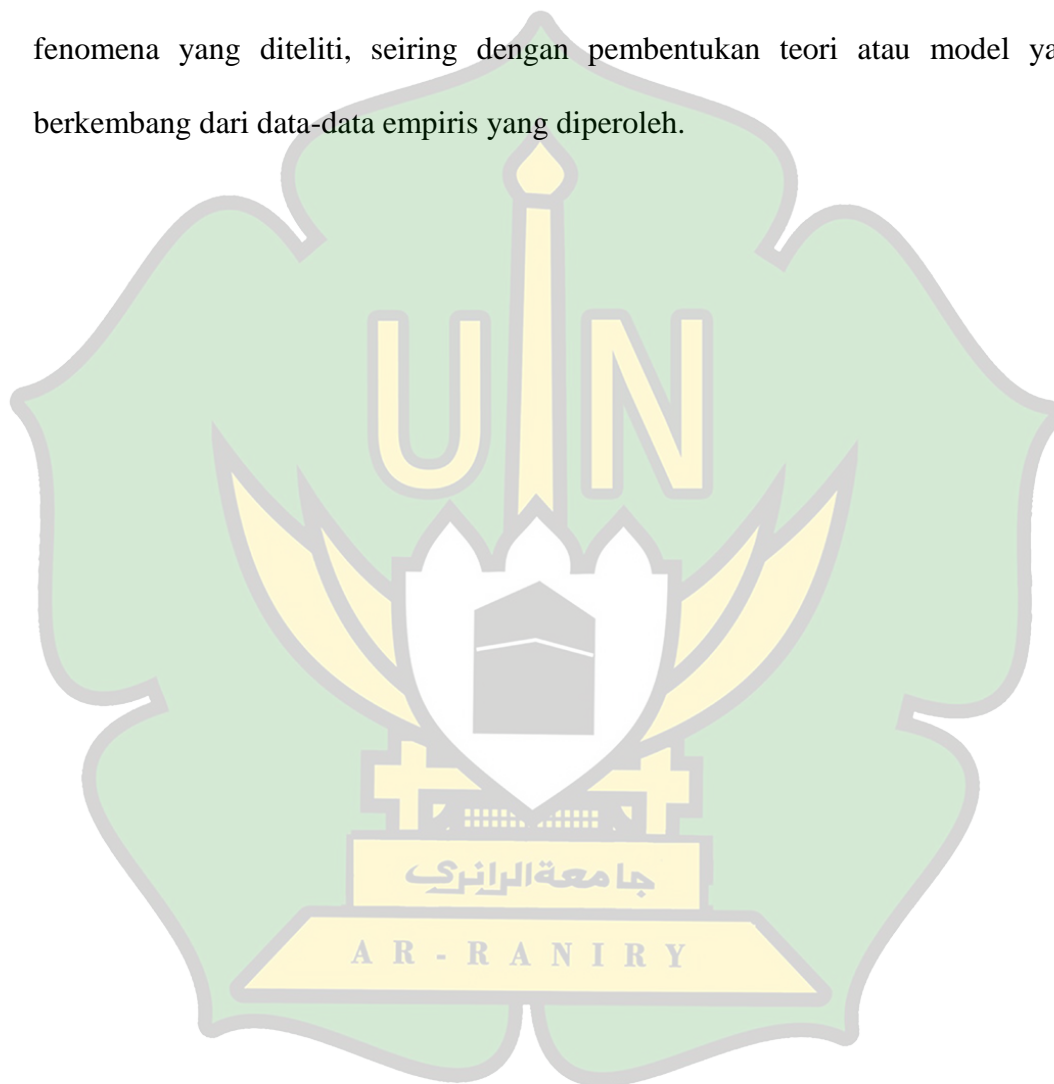 fenomena yang diteliti, seiring dengan pembentukan teori atau model ya
berkembang dari data-data empiris yang diperoleh.
UIN
جامعةالرانري
AR-RANIRY